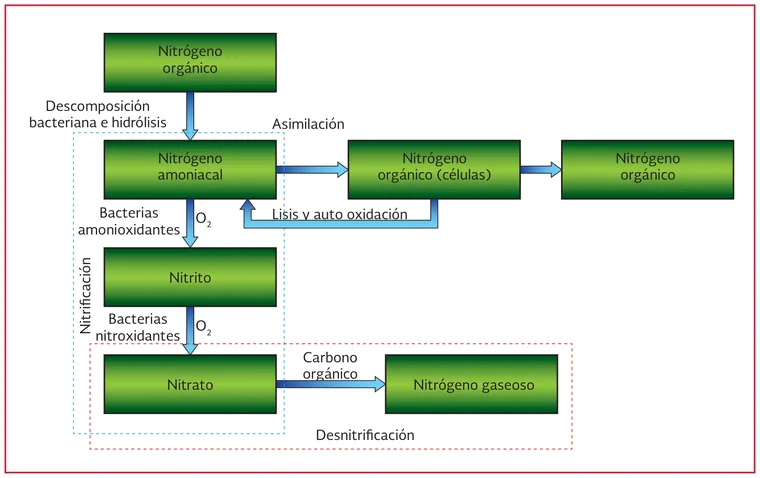 Nitrógeno
orgánico
Descomposición
bacteriana e hidrólisis
Asimilación
Nitrógeno
amoniacal
Nitrógeno
orgánico (células)
Nitrógeno
orgánico
Bacterias
amonioxidantes
O2
Lisis y auto oxidación
Nitrificación
Nitrito
Bacterias
nitroxidantes
O2
Nitrato
Carbono
orgánico
Nitrógeno gaseoso
Desnitrificación